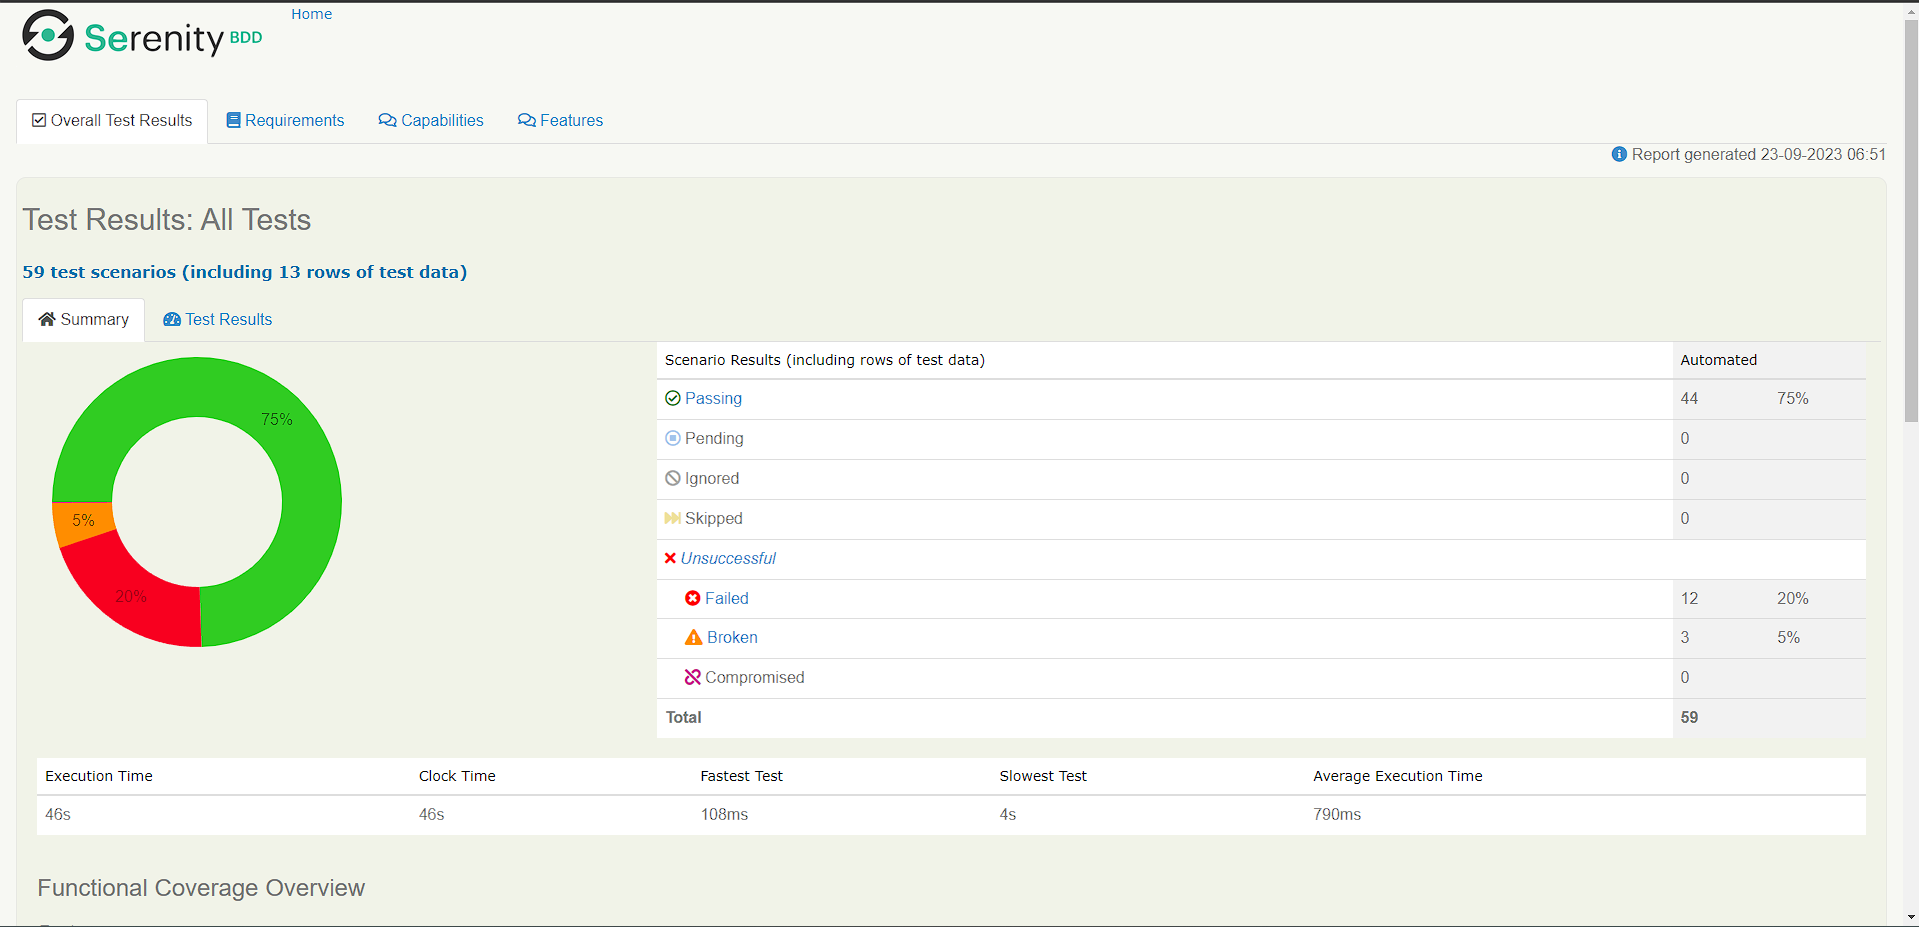 Home
Serenity BDD
Overall Test Results Requirements Capabilities Features
Report generated 23-09-2023 06:51
Test Results: All Tests
59 test scenarios (including 13 rows of test data)
Summary Test Results
Scenario Results (including rows of test data) Automated
Passing 44 75%
Pending 0
Ignored 0
Skipped 0
Unsuccessful
Failed 12 20%
Broken 3 5%
Compromised 0
Total 59
75%
5%
20%
Execution Time Clock Time Fastest Test Slowest Test Average Execution Time
46s 46s 108ms 4s 790ms
Functional Coverage Overview